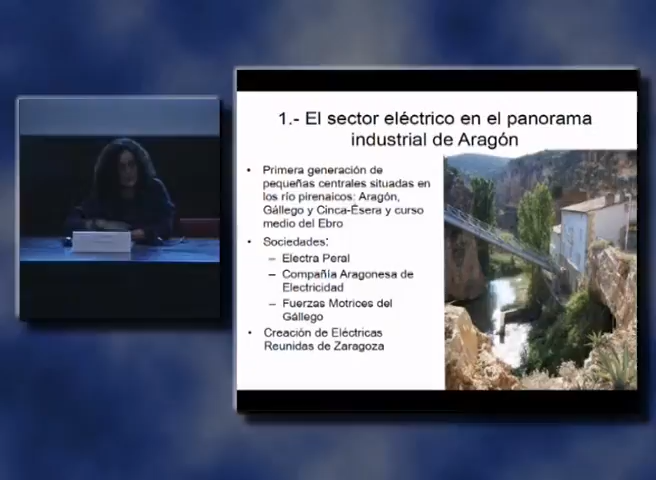 1.- El sector eléctrico en el panorama
industrial de Aragón
• Primera generación de
pequeñas centrales situadas en
los río pirenaicos: Aragón,
Gállego y Cinca-Ésera y curso
medio del Ebro
• Sociedades:
– Electra Peral
– Compañía Aragonesa de
Electricidad
– Fuerzas Motrices del
Gállego
• Creación de Eléctricas
Reunidas de Zaragoza